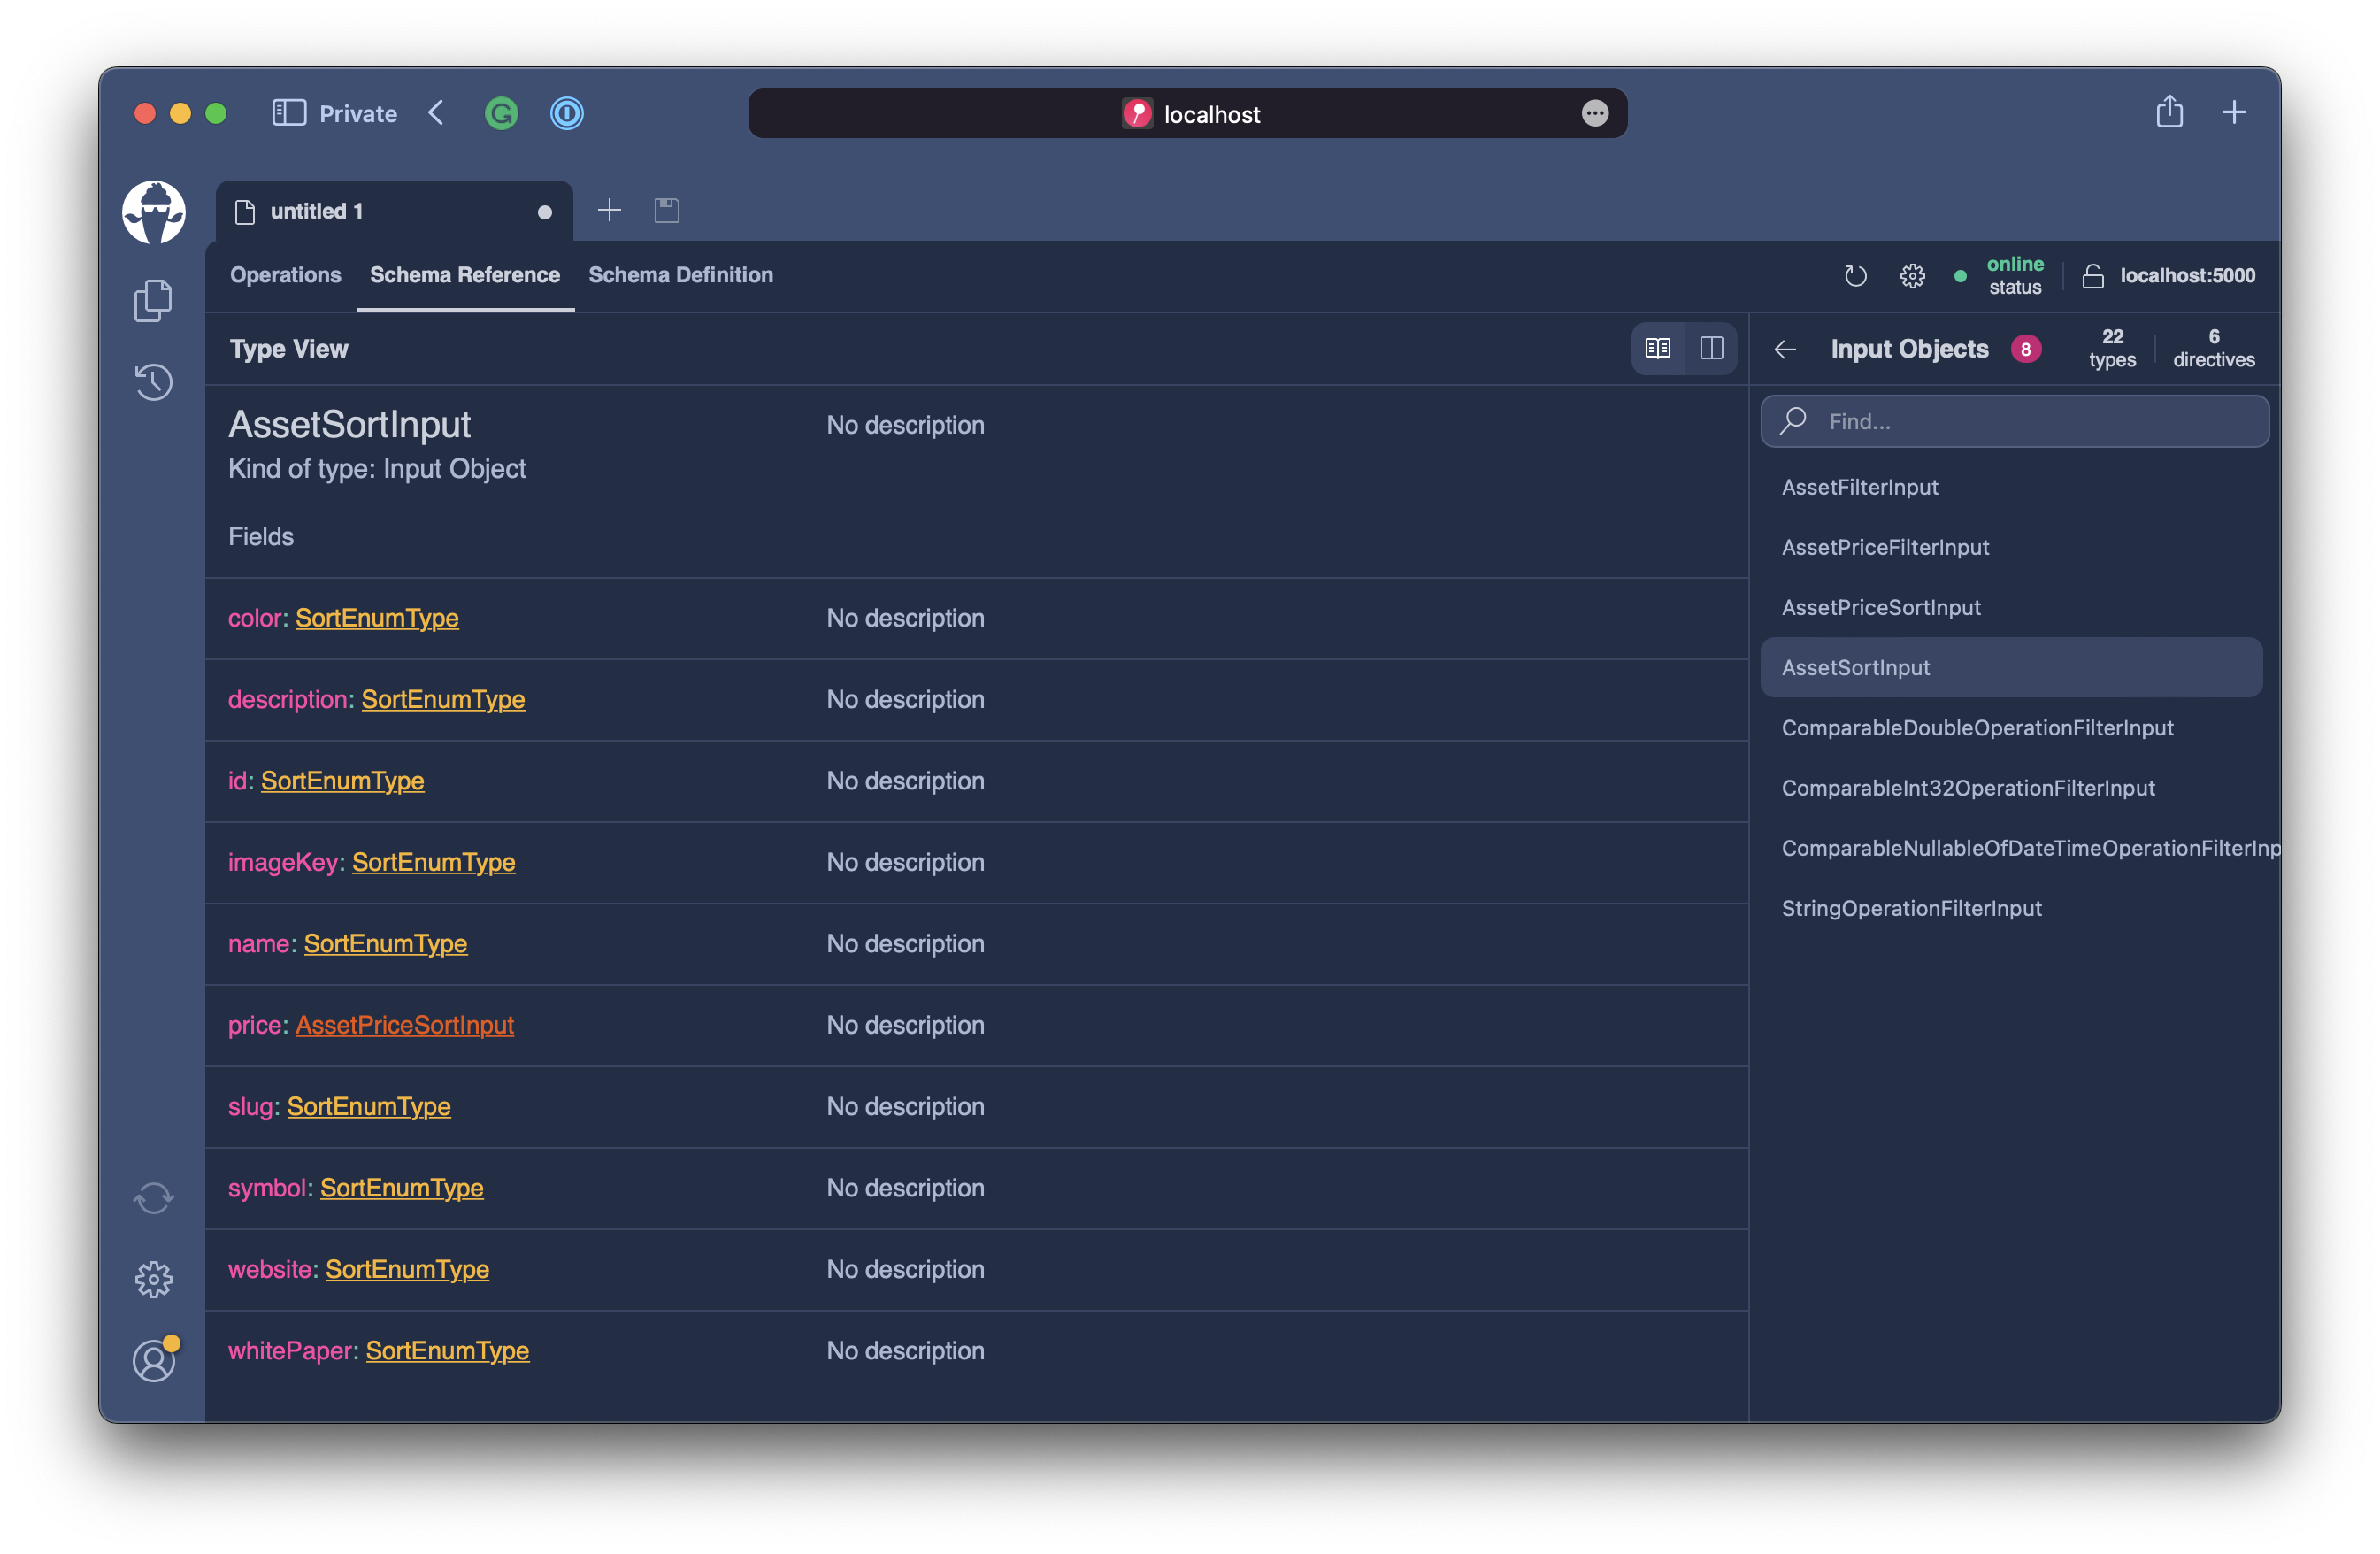 Private
localhost
untitled 1
Operations
Schema Reference
Schema Definition
online
status
localhost:5000
Type View
Input Objects
8
22
types
6
directives
AssetSortInput
No description
Kind of type: Input Object
Fields
color: SortEnumType
No description
description: SortEnumType
No description
id: SortEnumType
No description
imageKey: SortEnumType
No description
name: SortEnumType
No description
price: AssetPriceSortInput
No description
slug: SortEnumType
No description
symbol: SortEnumType
No description
website: SortEnumType
No description
whitePaper: SortEnumType
No description
Find...
AssetFilterInput
AssetPriceFilterInput
AssetPriceSortInput
AssetSortInput
ComparableDoubleOperationFilterInput
ComparableInt32OperationFilterInput
ComparableNullableOfDateTimeOperationFilterInp
StringOperationFilterInput